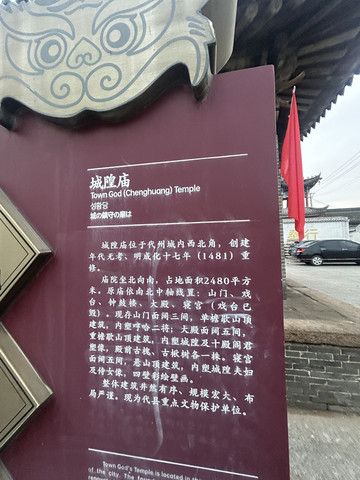 城隍庙
Town God (Chenghuang) Temple
성황당
城の鎮守の廟は
城隍庙位于代州城内西北角，创建
年代无考，明成化十七年（1481）重
修。
庙院坐北向南，占地面积2480平方
米。原庙依南北中轴线置：山门、戏
台、钟鼓楼、大殿、寝宫（戏台已
毁）。现存山门面阔三间，单檐歇山顶
建筑，内塑哼哈二将；大殿面阔五间，
重檐歇山顶建筑，内塑城隍及十殿阎君
塑像，殿前古槐、古柏树各一株。寝宫
面阔五间，悬山顶建筑，内塑城隍夫妇
及侍女像，四壁彩绘壁画。
整体建筑井然有序、规模宏大、布
局严谨。现为代县重点文物保护单位。
Town God's Temple is located in the
of the city. The